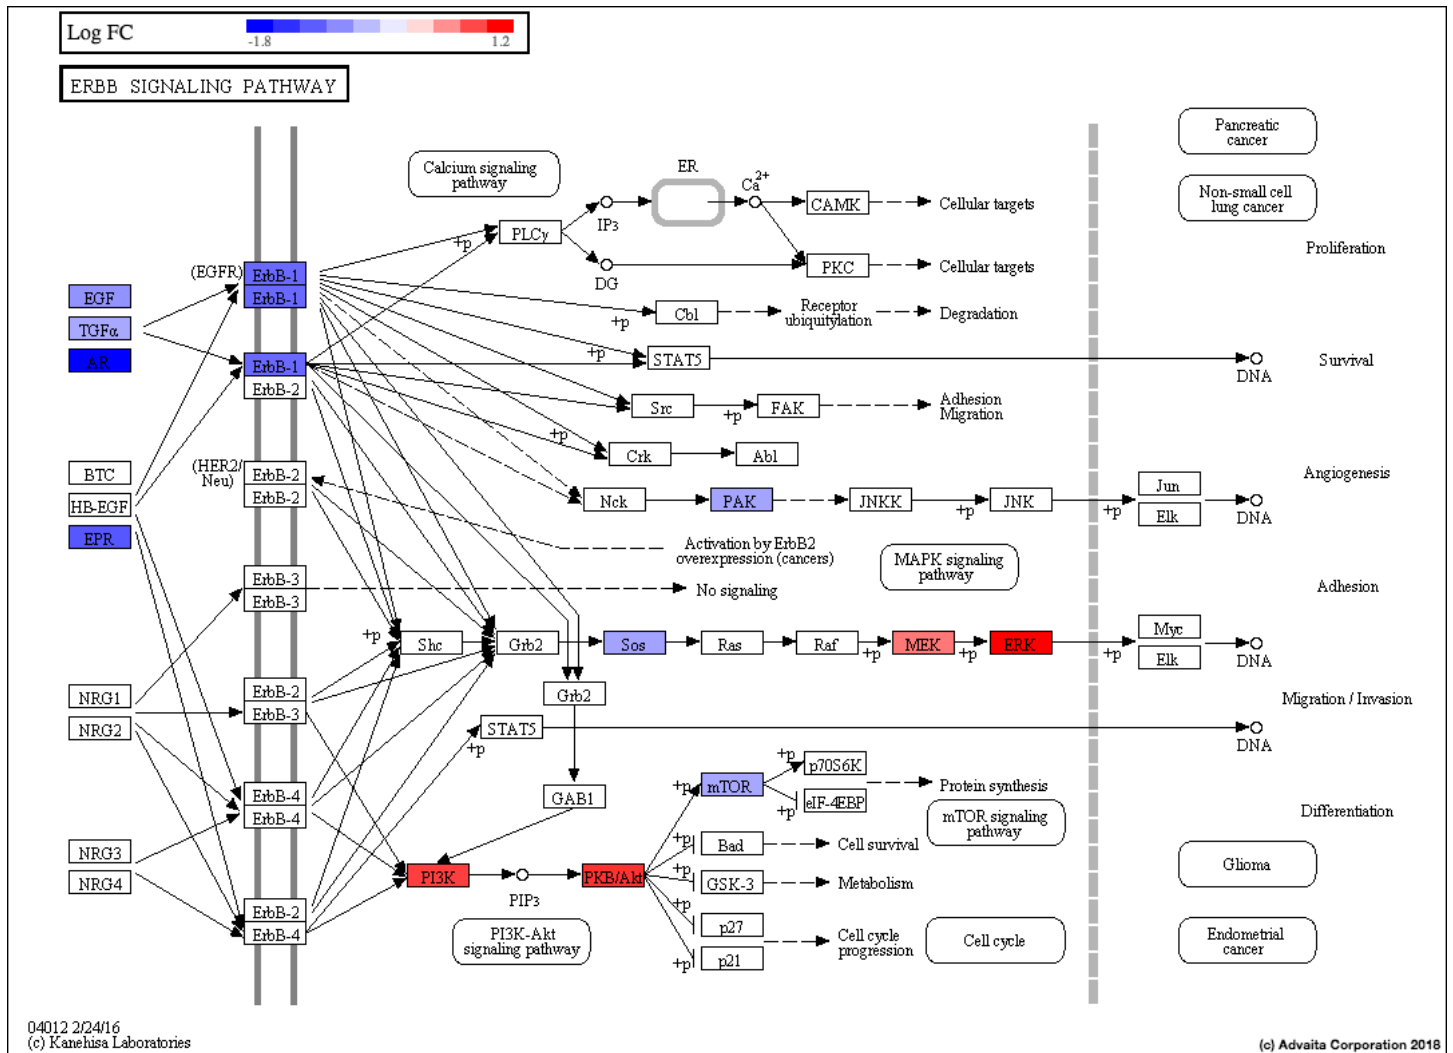 Log FC
-1.8
1.2
ERBB SIGNALING PATHWAY
Pancreatic
cancer
Calcium signaling
pathway
ER
Ca2+
IP3
CAMK
Cellular targets
Non-small cell
lung cancer
+p
PLCγ
Proliferation
DG
PKC
Cellular targets
(EGFR)
ErbB-1
ErbB-1
EGF
TGFα
AR
+p
Cbl
Receptor
ubiquitylation
Degradation
+p
STAT5
DNA
Survival
ErbB-1
ErbB-2
Src
+p
FAK
Adhesion
Migration
+p
Crk
Abl
BTC
HB-EGF
EPR
(HER2/
Neu)
ErbB-2
ErbB-2
Angiogenesis
Nck
PAK
JNKK
+p
JNK
+p
Jun
Elk
DNA
Activation by ErbB2
overexpression (cancers)
MAPK signaling
pathway
ErbB-3
ErbB-3
No signaling
Adhesion
+p
Shc
Grb2
Sos
Ras
Raf
+p
MEK
+p
ERK
+p
Myc
Elk
DNA
NRG1
NRG2
ErbB-2
ErbB-3
Grb2
Migration / Invasion
+p
STAT5
DNA
+p
mTOR
+p
p70S6K
+p
eIF-4EBP
Protein synthesis
ErbB-4
ErbB-4
GAB1
mTOR signaling
pathway
Differentiation
+p
Bad
Cell survival
NRG3
NRG4
PI3K
PIP3
PKB/Akt
+p
GSK-3
Metabolism
Glioma
ErbB-2
ErbB-4
PI3K-Akt
signaling pathway
+p
p27
+p
p21
Cell cycle
progression
Cell cycle
Endometrial
cancer
04012 2/24/16
(c) Kanehisa Laboratories
(c) Advaita Corporation 2018